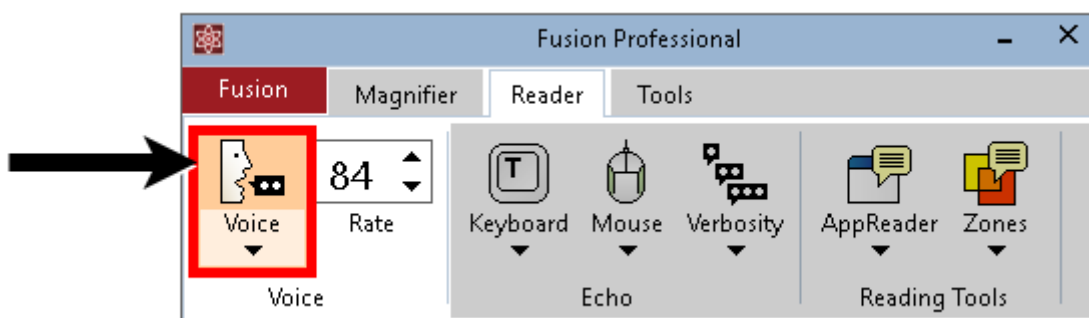 Fusion Professional
Fusion Magnifier Reader Tools
84
T
Voice Rate Keyboard Mouse Verbosity AppReader Zones
Voice Echo Reading Tools